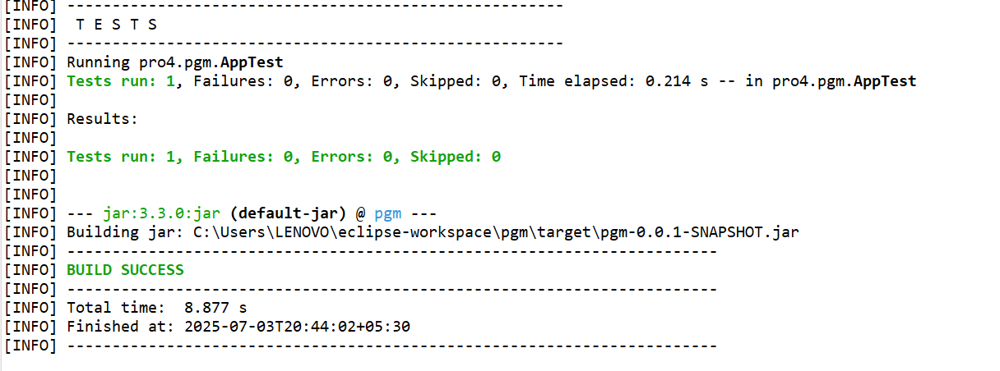 [INFO] -------------------------------------------------------
[INFO]  T E S T S
[INFO] -------------------------------------------------------
[INFO] Running pro4.pgm.AppTest
[INFO] Tests run: 1, Failures: 0, Errors: 0, Skipped: 0, Time elapsed: 0.214 s -- in pro4.pgm.AppTest
[INFO]
[INFO] Results:
[INFO]
[INFO] Tests run: 1, Failures: 0, Errors: 0, Skipped: 0
[INFO]
[INFO]
[INFO] --- jar:3.3.0:jar (default-jar) @ pgm ---
[INFO] Building jar: C:\Users\LENOVO\eclipse-workspace\pgm\target\pgm-0.0.1-SNAPSHOT.jar
[INFO] ------------------------------------------------------------------------
[INFO] BUILD SUCCESS
[INFO] ------------------------------------------------------------------------
[INFO] Total time:  8.877 s
[INFO] Finished at: 2025-07-03T20:44:02+05:30
[INFO] ------------------------------------------------------------------------